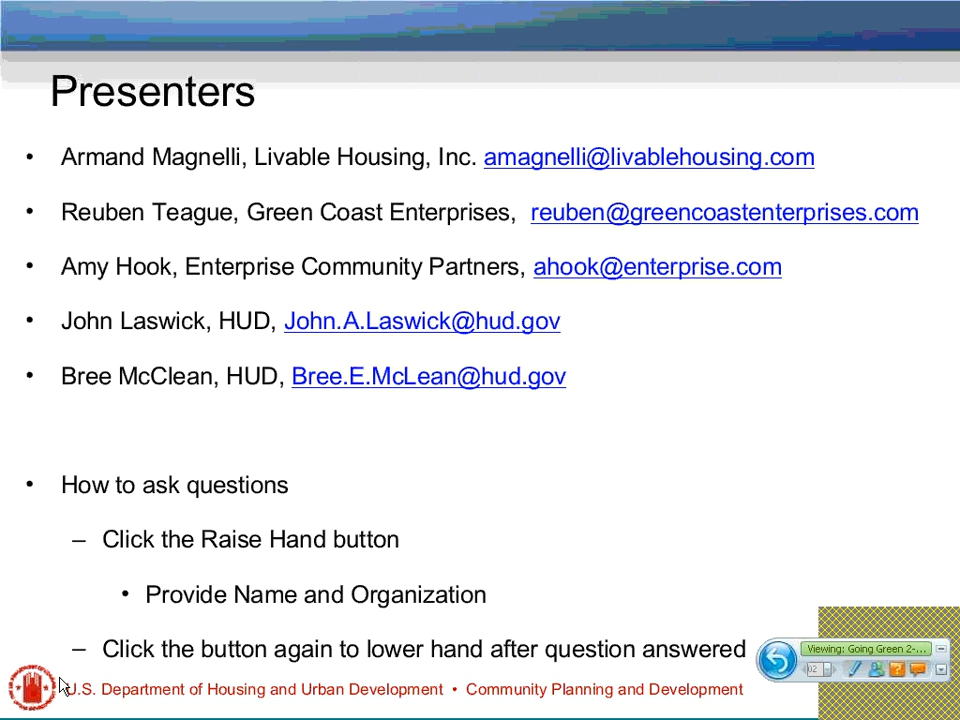 Presenters
• Armand Magnelli, Livable Housing, Inc. amagnelli@livablehousing.com
• Reuben Teague, Green Coast Enterprises, reuben@greencoastenterprises.com
• Amy Hook, Enterprise Community Partners, ahook@enterprise.com
• John Laswick, HUD, John.A.Laswick@hud.gov
• Bree McClean, HUD, Bree.E.McLean@hud.gov
• How to ask questions
– Click the Raise Hand button
• Provide Name and Organization
– Click the button again to lower hand after question answered
Viewing: Going Green 2-...
02
U.S. Department of Housing and Urban Development • Community Planning and Development